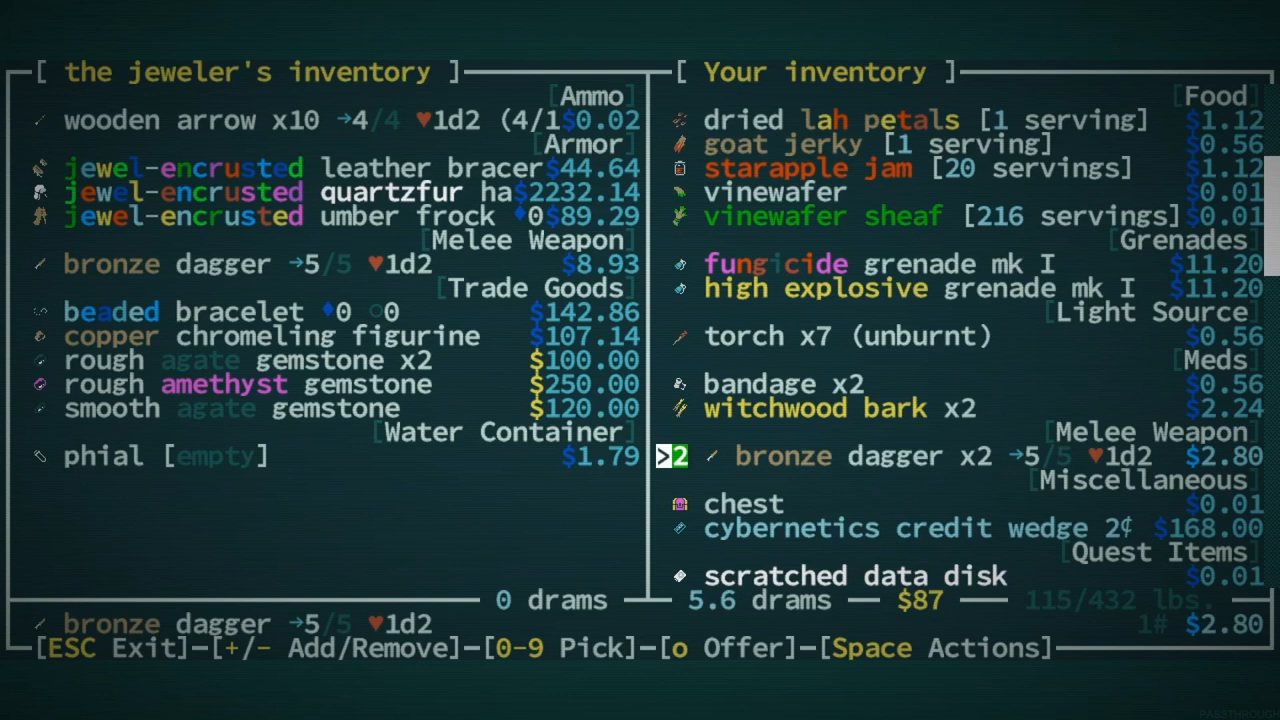 [ the jeweler's inventory ]
[Ammo]
wooden arrow x10 →4/4 ♥1d2 (4/1$0.02
[Armor]
jewel-encrusted leather bracer$44.64
jewel-encrusted quartzfur ha$2232.14
jewel-encrusted umber frock ♦0$89.29
[Melee Weapon]
bronze dagger →5/5 ♥1d2 $8.93
[Trade Goods]
beaded bracelet ♦0 ○0 $142.86
copper chromeling figurine $107.14
rough agate gemstone x2 $100.00
rough amethyst gemstone $250.00
smooth agate gemstone $120.00
[Water Container]
phial [empty] $1.79
[ Your inventory ]
[Food]
dried lah petals [1 serving] $1.12
goat jerky [1 serving] $0.56
starapple jam [20 servings] $1.12
vinewafer $0.01
vinewafer sheaf [216 servings] $0.01
[Grenades]
fungicide grenade mk I $11.20
high explosive grenade mk I $11.20
[Light Source]
torch x7 (unburnt) $0.56
[Meds]
bandage x2 $0.56
witchwood bark x2 $2.24
[Melee Weapon]
>2 bronze dagger x2 →5/5 ♥1d2 $2.80
[Miscellaneous]
chest $0.01
cybernetics credit wedge 2¢ $168.00
[Quest Items]
scratched data disk $0.01
0 drams 5.6 drams $87 115/432 lbs.
bronze dagger →5/5 ♥1d2 1# $2.80
[ESC Exit]–[+/- Add/Remove]–[0-9 Pick]–[o Offer]–[Space Actions]